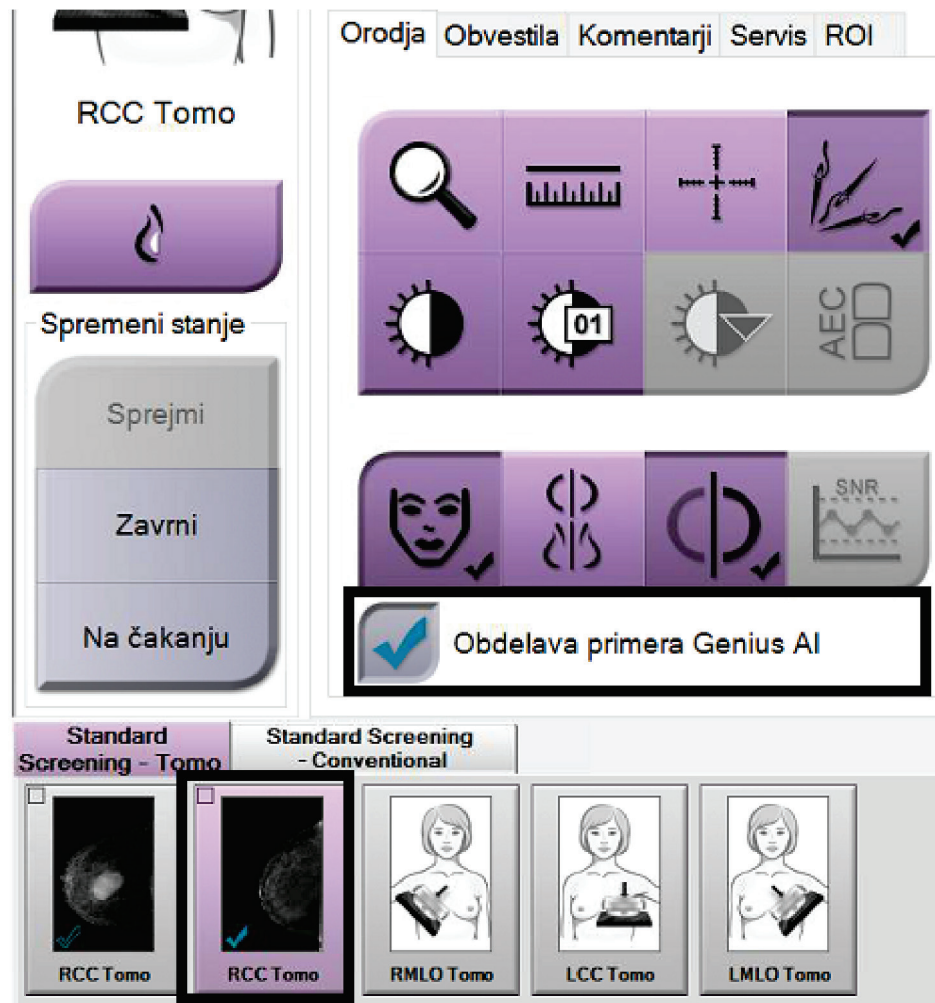 RCC Tomo
Spremeni stanje
Sprejmi
Zavrni
Na čakanju
Orodja Obvestila Komentarji Servis ROI
01
AEC
SNR
Obdelava primera Genius AI
Standard
Screening - Tomo
Standard Screening
- Conventional
RCC Tomo
RCC Tomo
RMLO Tomo
LCC Tomo
LMLO Tomo